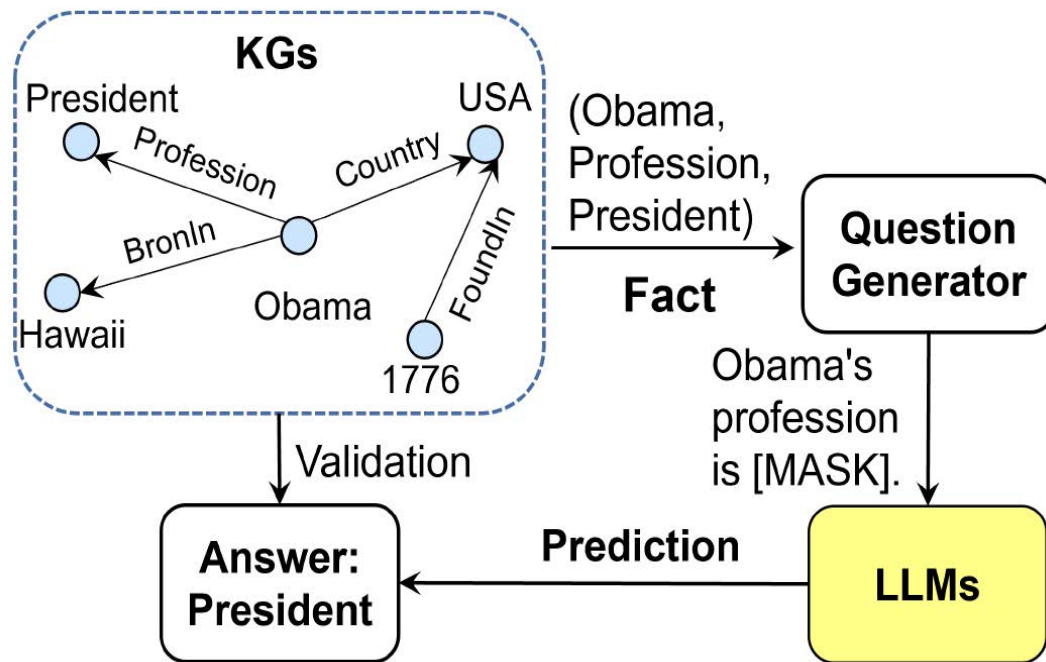 KGs
President
USA
Profession
Country
BronIn
FoundIn
Hawaii
Obama
1776
(Obama,
Profession,
President)
Fact
Question
Generator
Obama's
profession
is [MASK].
Validation
Answer:
President
Prediction
LLMs